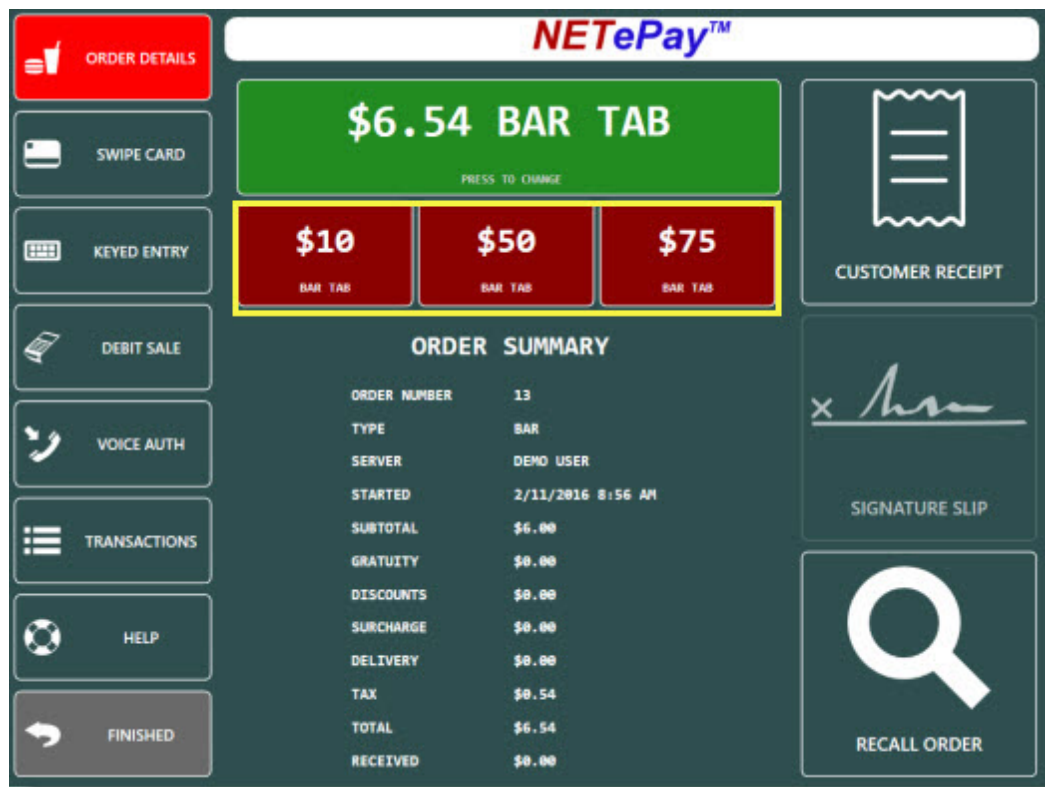 ORDER DETAILS
SWIPE CARD
KEYED ENTRY
DEBIT SALE
VOICE AUTH
TRANSACTIONS
HELP
FINISHED
NETePay™
$6.54 BAR TAB
PRESS TO CHANGE
$10 $50 $75
BAR TAB BAR TAB BAR TAB
ORDER SUMMARY
ORDER NUMBER 13
TYPE BAR
SERVER DEMO USER
STARTED 2/11/2016 8:56 AM
SUBTOTAL $6.00
GRATUITY $0.00
DISCOUNTS $0.00
SURCHARGE $0.00
DELIVERY $0.00
TAX $0.54
TOTAL $6.54
RECEIVED $0.00
CUSTOMER RECEIPT
SIGNATURE SLIP
RECALL ORDER